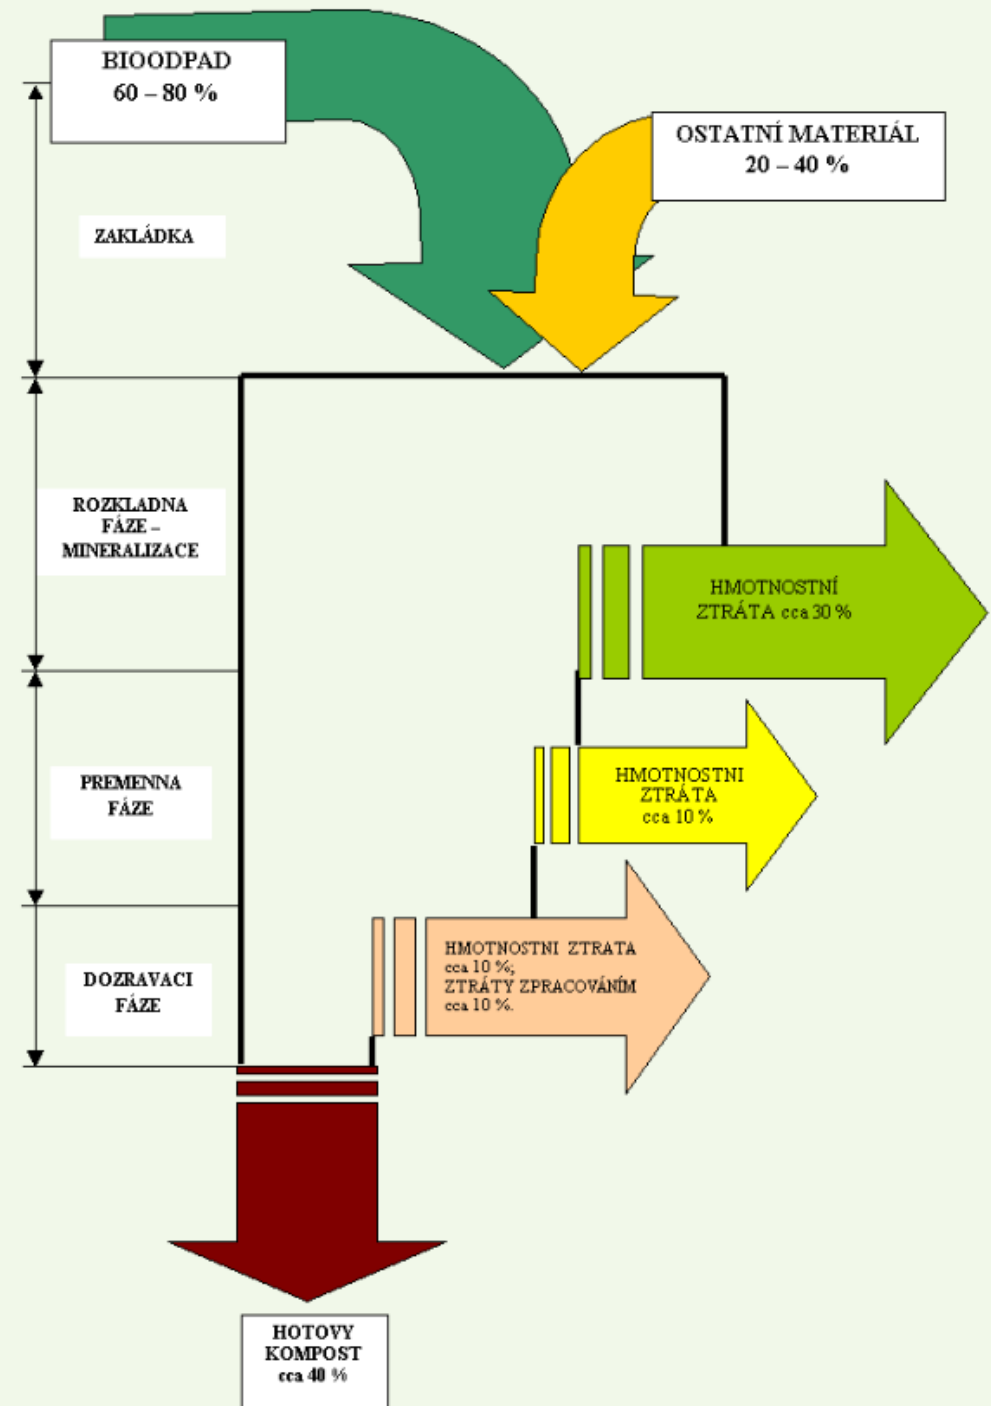 BIOODPAD
60 – 80 %
OSTATNÍ MATERIÁL
20 – 40 %
ZAKLÁDKA
ROZKLADNA
FÁZE –
MINERALIZACE
HMOTNOSTNÍ
ZTRÁTA cca 30 %
PREMENNA
FÁZE
HMOTNOSTNI
ZTRÁTA
cca 10 %
DOZRAVACI
FÁZE
HMOTNOSTNI ZTRATA
cca 10 %;
ZTRÁTY ZPRACOVÁNÍM
cca 10 %.
HOTOVY
KOMPOST
cca 40 %